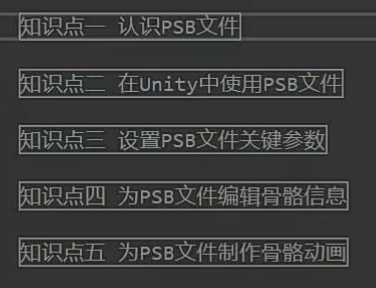 知识点一 认识PSB文件
知识点二 在Unity中使用PSB文件
知识点三 设置PSB文件关键参数
知识点四 为PSB文件编辑骨骼信息
知识点五 为PSB文件制作骨骼动画